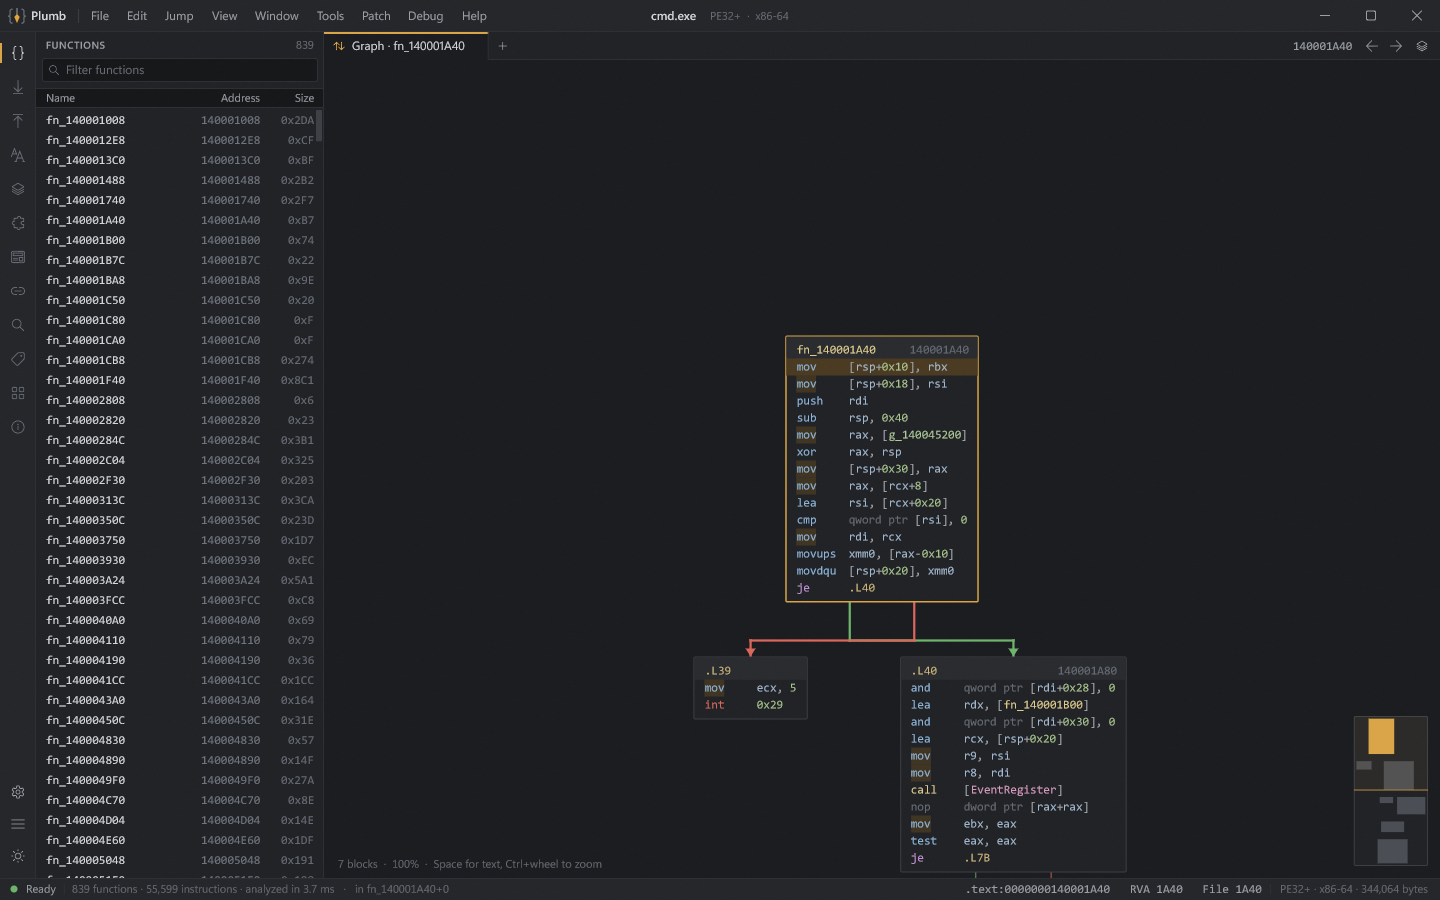 Plumb File Edit Jump View Window Tools Patch Debug Help cmd.exe PE32+ · x86-64
FUNCTIONS 839
Graph · fn_140001A40
140001A40
Filter functions
Name Address Size
fn_140001008 140001008 0x2DA
fn_1400012E8 1400012E8 0xCF
fn_1400013C0 1400013C0 0xBF
fn_140001488 140001488 0x2B2
fn_140001740 140001740 0x2F7
fn_140001A40 140001A40 0xB7
fn_140001B00 140001B00 0x74
fn_140001B7C 140001B7C 0x22
fn_140001BA8 140001BA8 0x9E
fn_140001C50 140001C50 0x20
fn_140001C80 140001C80 0xF
fn_140001CA0 140001CA0 0xF
fn_140001CB8 140001CB8 0x274
fn_140001F40 140001F40 0x8C1
fn_140002808 140002808 0x6
fn_140002820 140002820 0x23
fn_14000284C 14000284C 0x3B1
fn_140002C04 140002C04 0x325
fn_140002F30 140002F30 0x203
fn_14000313C 14000313C 0x3CA
fn_14000350C 14000350C 0x23D
fn_140003750 140003750 0x1D7
fn_140003930 140003930 0xEC
fn_140003A24 140003A24 0x5A1
fn_140003FCC 140003FCC 0xC8
fn_1400040A0 1400040A0 0x69
fn_140004110 140004110 0x79
fn_140004190 140004190 0x36
fn_1400041CC 1400041CC 0x1CC
fn_1400043A0 1400043A0 0x164
fn_14000450C 14000450C 0x31E
fn_140004830 140004830 0x57
fn_140004890 140004890 0x14F
fn_1400049F0 1400049F0 0x27A
fn_140004C70 140004C70 0x8E
fn_140004D04 140004D04 0x14E
fn_140004E60 140004E60 0x1DF
fn_140005048 140005048 0x191
fn_140001A40 140001A40
mov [rsp+0x10], rbx
mov [rsp+0x18], rsi
push rdi
sub rsp, 0x40
mov rax, [g_140045200]
xor rax, rsp
mov [rsp+0x30], rax
mov rax, [rcx+8]
lea rsi, [rcx+0x20]
cmp qword ptr [rsi], 0
mov rdi, rcx
movups xmm0, [rax-0x10]
movdqu [rsp+0x20], xmm0
je .L40
.L39
mov ecx, 5
int 0x29
.L40 140001A80
and qword ptr [rdi+0x28], 0
lea rdx, [fn_140001B00]
and qword ptr [rdi+0x30], 0
lea rcx, [rsp+0x20]
mov r9, rsi
mov r8, rdi
call [EventRegister]
nop dword ptr [rax+rax]
mov ebx, eax
test eax, eax
je .L7B
7 blocks · 100% · Space for text, Ctrl+wheel to zoom
Ready 839 functions · 55,599 instructions · analyzed in 3.7 ms · in fn_140001A40+0 .text:0000000140001A40 RVA 1A40 File 1A40 PE32+ · x86-64 · 344,064 bytes